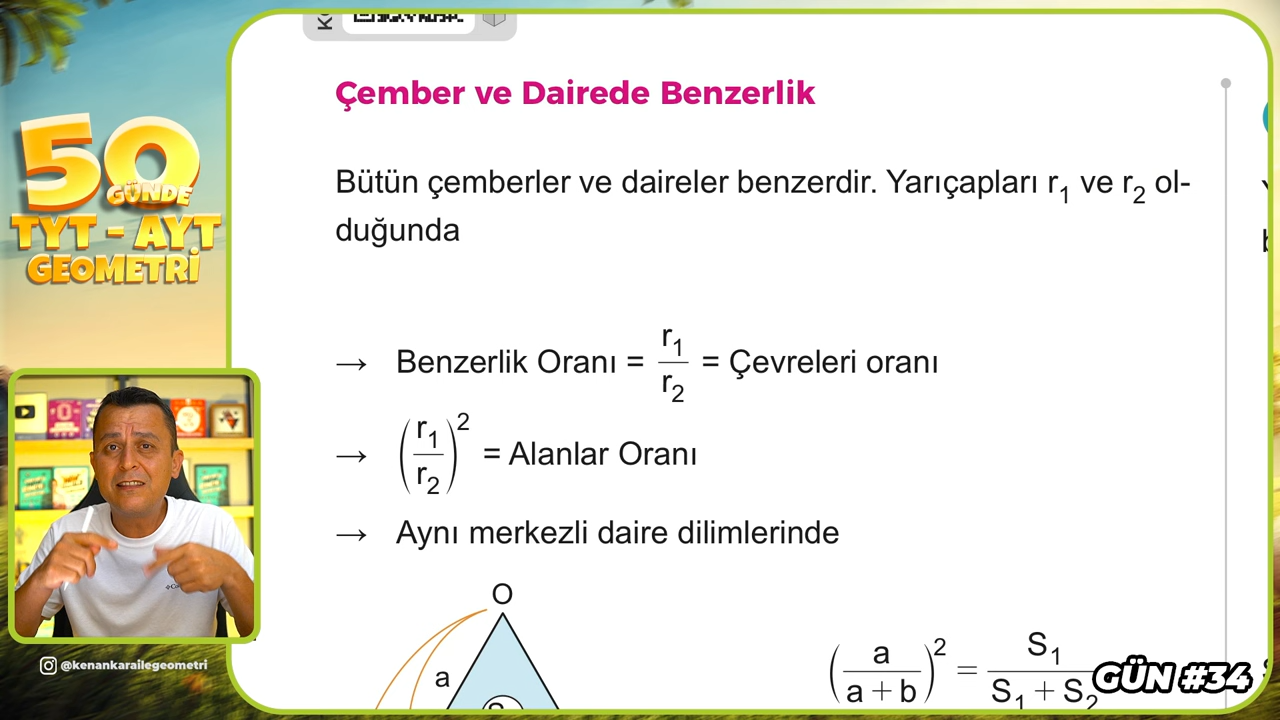 50
GÜNDE
TYT - AYT
GEOMETRİ
Çember ve Dairede Benzerlik
Bütün çemberler ve daireler benzerdir. Yarıçapları r₁ ve r₂ ol-
duğunda
→ Benzerlik Oranı = r₁/r₂ = Çevreleri oranı
→ (r₁/r₂)² = Alanlar Oranı
→ Aynı merkezli daire dilimlerinde
O
a
(a/(a + b))² = S₁/(S₁ + S₂)
@kenankarailegeometri
GÜN #34